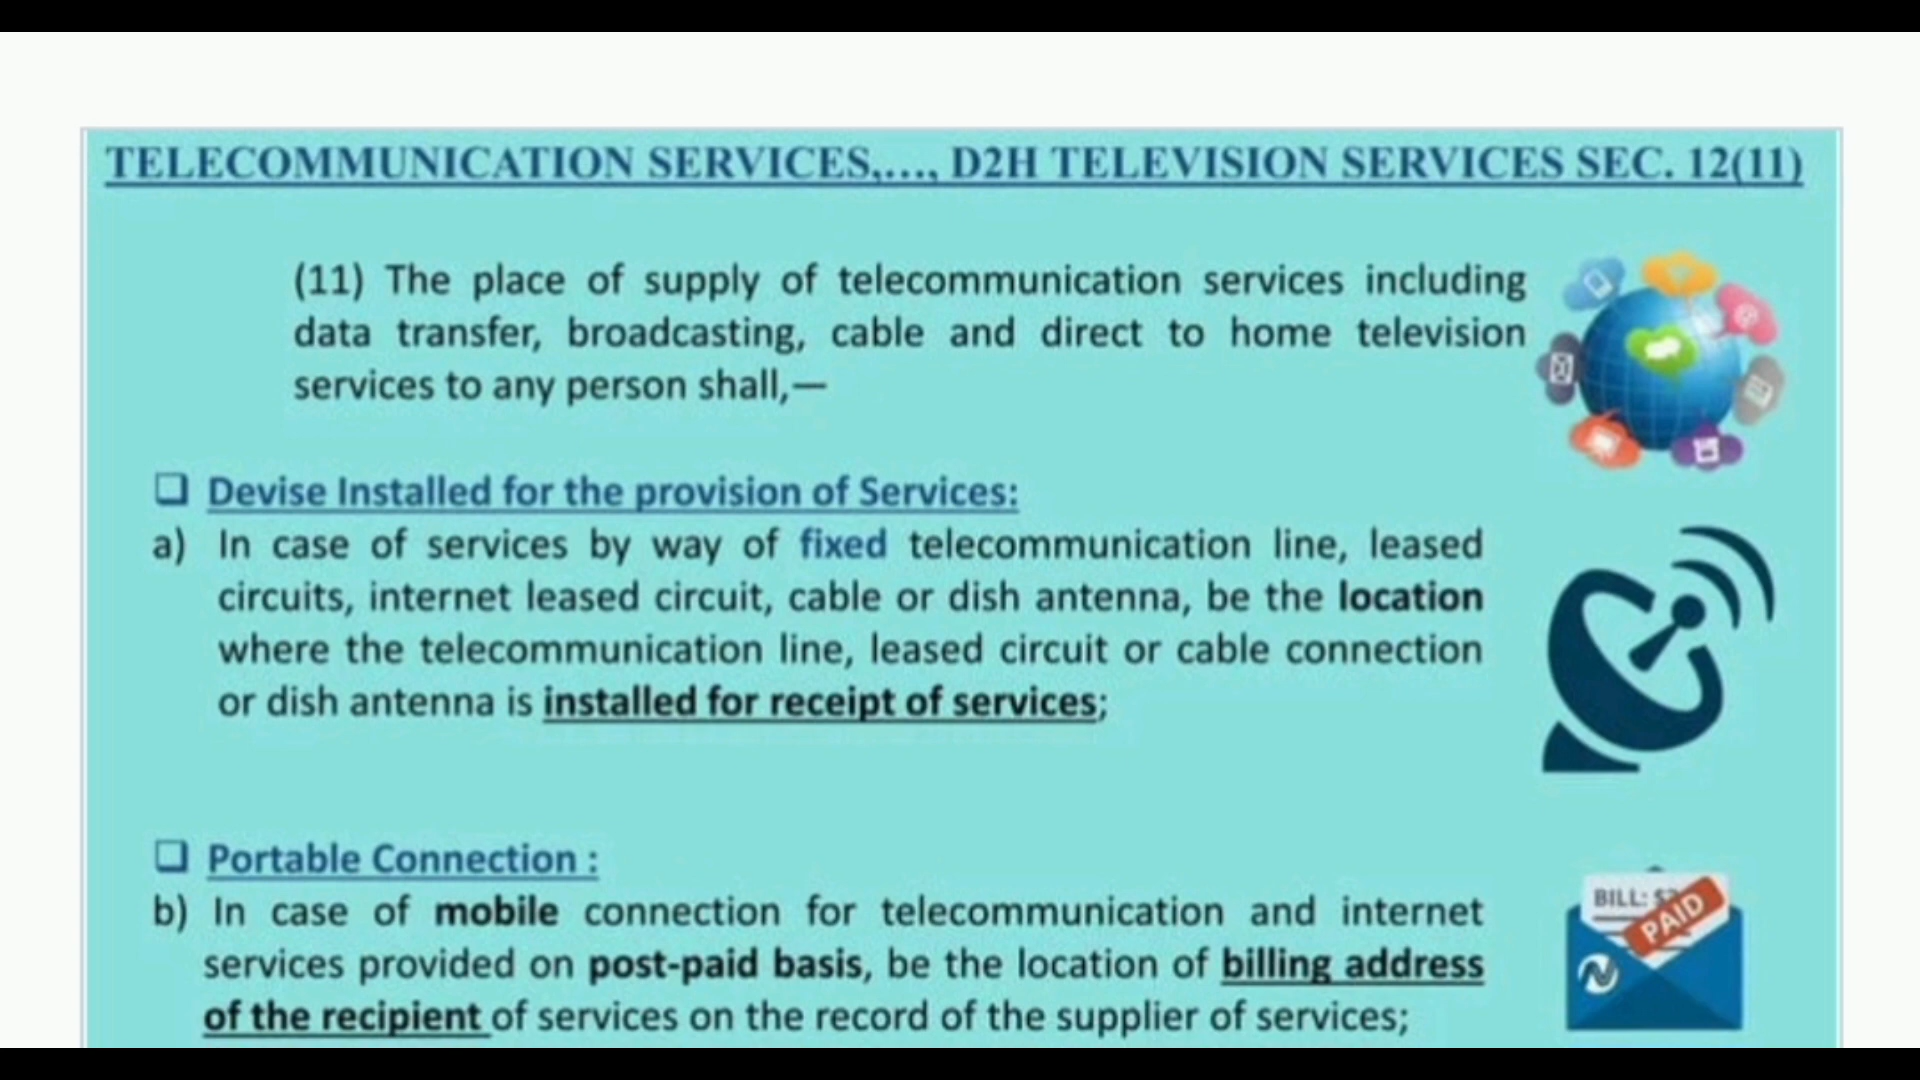 TELECOMMUNICATION SERVICES,…, D2H TELEVISION SERVICES SEC. 12(11)
(11) The place of supply of telecommunication services including
data transfer, broadcasting, cable and direct to home television
services to any person shall,—
❑ Devise Installed for the provision of Services:
a) In case of services by way of fixed telecommunication line, leased
circuits, internet leased circuit, cable or dish antenna, be the location
where the telecommunication line, leased circuit or cable connection
or dish antenna is installed for receipt of services;
❑ Portable Connection :
b) In case of mobile connection for telecommunication and internet
services provided on post-paid basis, be the location of billing address
of the recipient of services on the record of the supplier of services;
BILL:
PAID